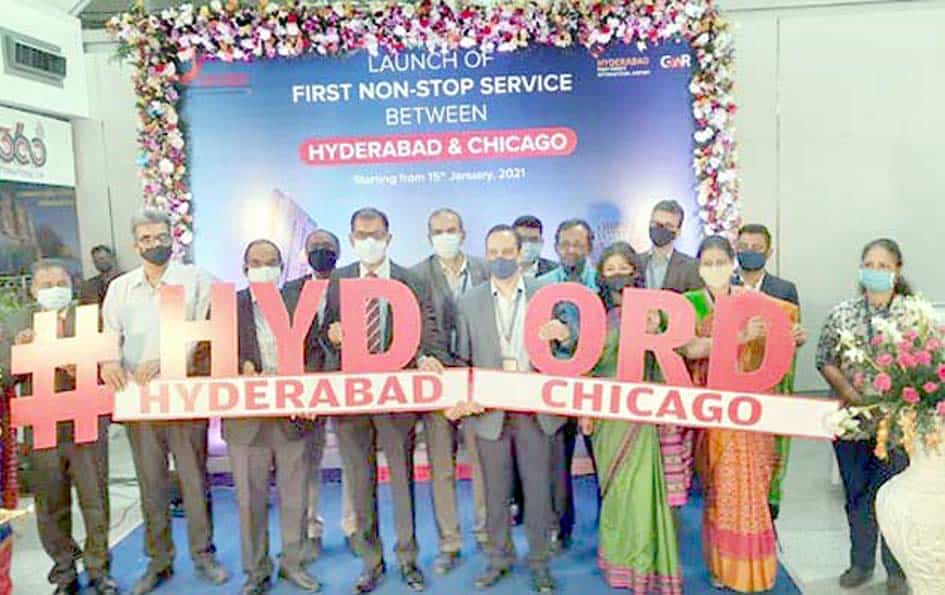 LAUNCH OF
FIRST NON-STOP SERVICE
BETWEEN
HYDERABAD & CHICAGO
Starting from 15th January, 2021
HYDERABAD
GMR
#HYD ORD
HYDERABAD CHICAGO